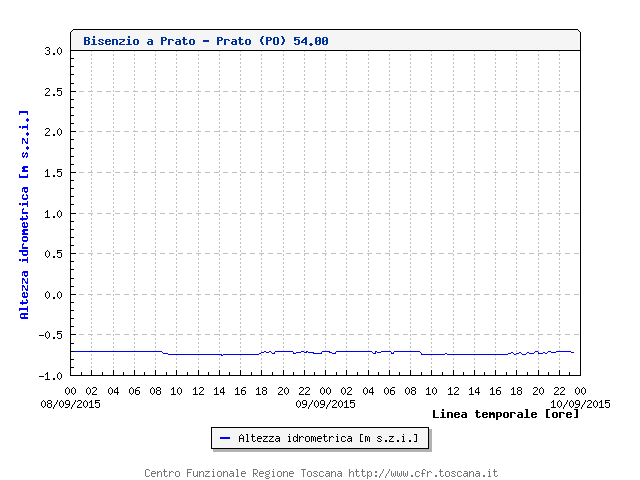 Bisenzio a Prato - Prato (PO) 54.00
Altezza idrometrica [m s.z.i.]
3.0
2.5
2.0
1.5
1.0
0.5
0.0
-0.5
-1.0
00 02 04 06 08 10 12 14 16 18 20 22 00 02 04 06 08 10 12 14 16 18 20 22 00
08/09/2015 09/09/2015 10/09/2015
Linea temporale [ore]
Altezza idrometrica [m s.z.i.]
Centro Funzionale Regione Toscana http://www.cfr.toscana.it